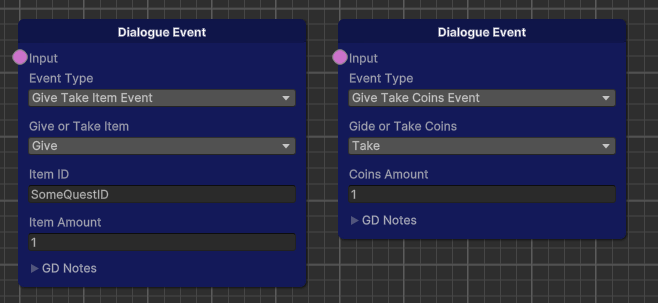 Dialogue Event
Input
Event Type
Give Take Item Event
Give or Take Item
Give
Item ID
SomeQuestID
Item Amount
1
GD Notes
Dialogue Event
Input
Event Type
Give Take Coins Event
Gide or Take Coins
Take
Coins Amount
1
GD Notes